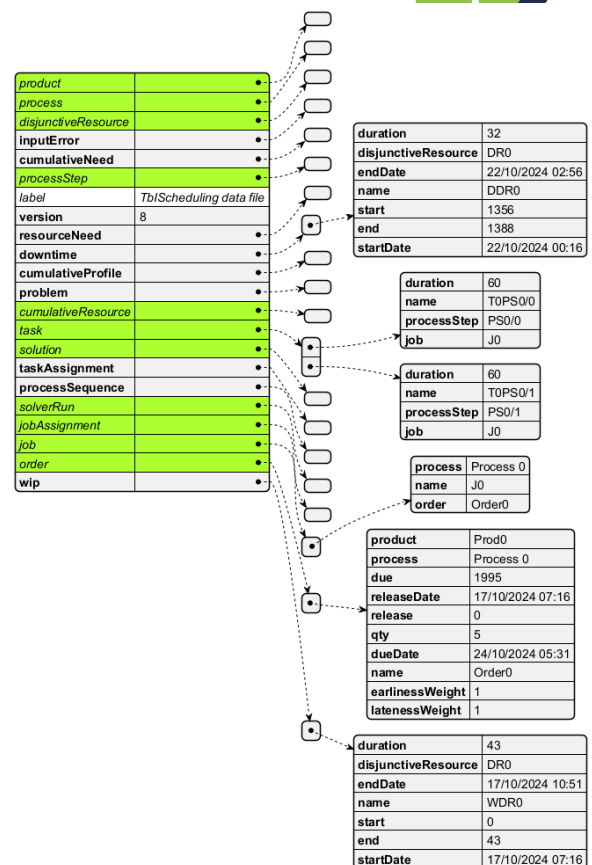 product
process
disjunctiveResource
inputError
cumulativeNeed
processStep
label TblScheduling data file
version 8
resourceNeed
downtime
cumulativeProfile
problem
cumulativeResource
task
solution
taskAssignment
processSequence
solverRun
jobAssignment
job
order
wip
duration 32
disjunctiveResource DR0
endDate 22/10/2024 02:56
name DDR0
start 1356
end 1388
startDate 22/10/2024 00:16
duration 60
name T0PS0/0
processStep PS0/0
job J0
duration 60
name T0PS0/1
processStep PS0/1
job J0
process Process 0
name J0
order Order0
product Prod0
process Process 0
due 1995
releaseDate 17/10/2024 07:16
release 0
qty 5
dueDate 24/10/2024 05:31
name Order0
earlinessWeight 1
latenessWeight 1
duration 43
disjunctiveResource DR0
endDate 17/10/2024 10:51
name WDR0
start 0
end 43
startDate 17/10/2024 07:16